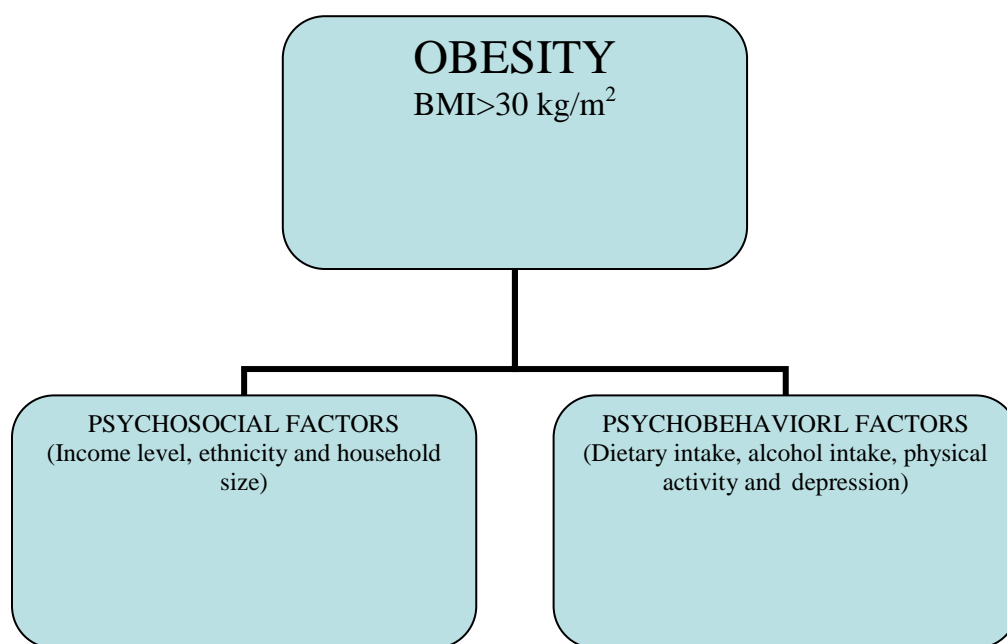 OBESITY
BMI>30 kg/m²
PSYCHOSOCIAL FACTORS
(Income level, ethnicity and household
size)
PSYCHOBEHAVIORL FACTORS
(Dietary intake, alcohol intake, physical
activity and depression)